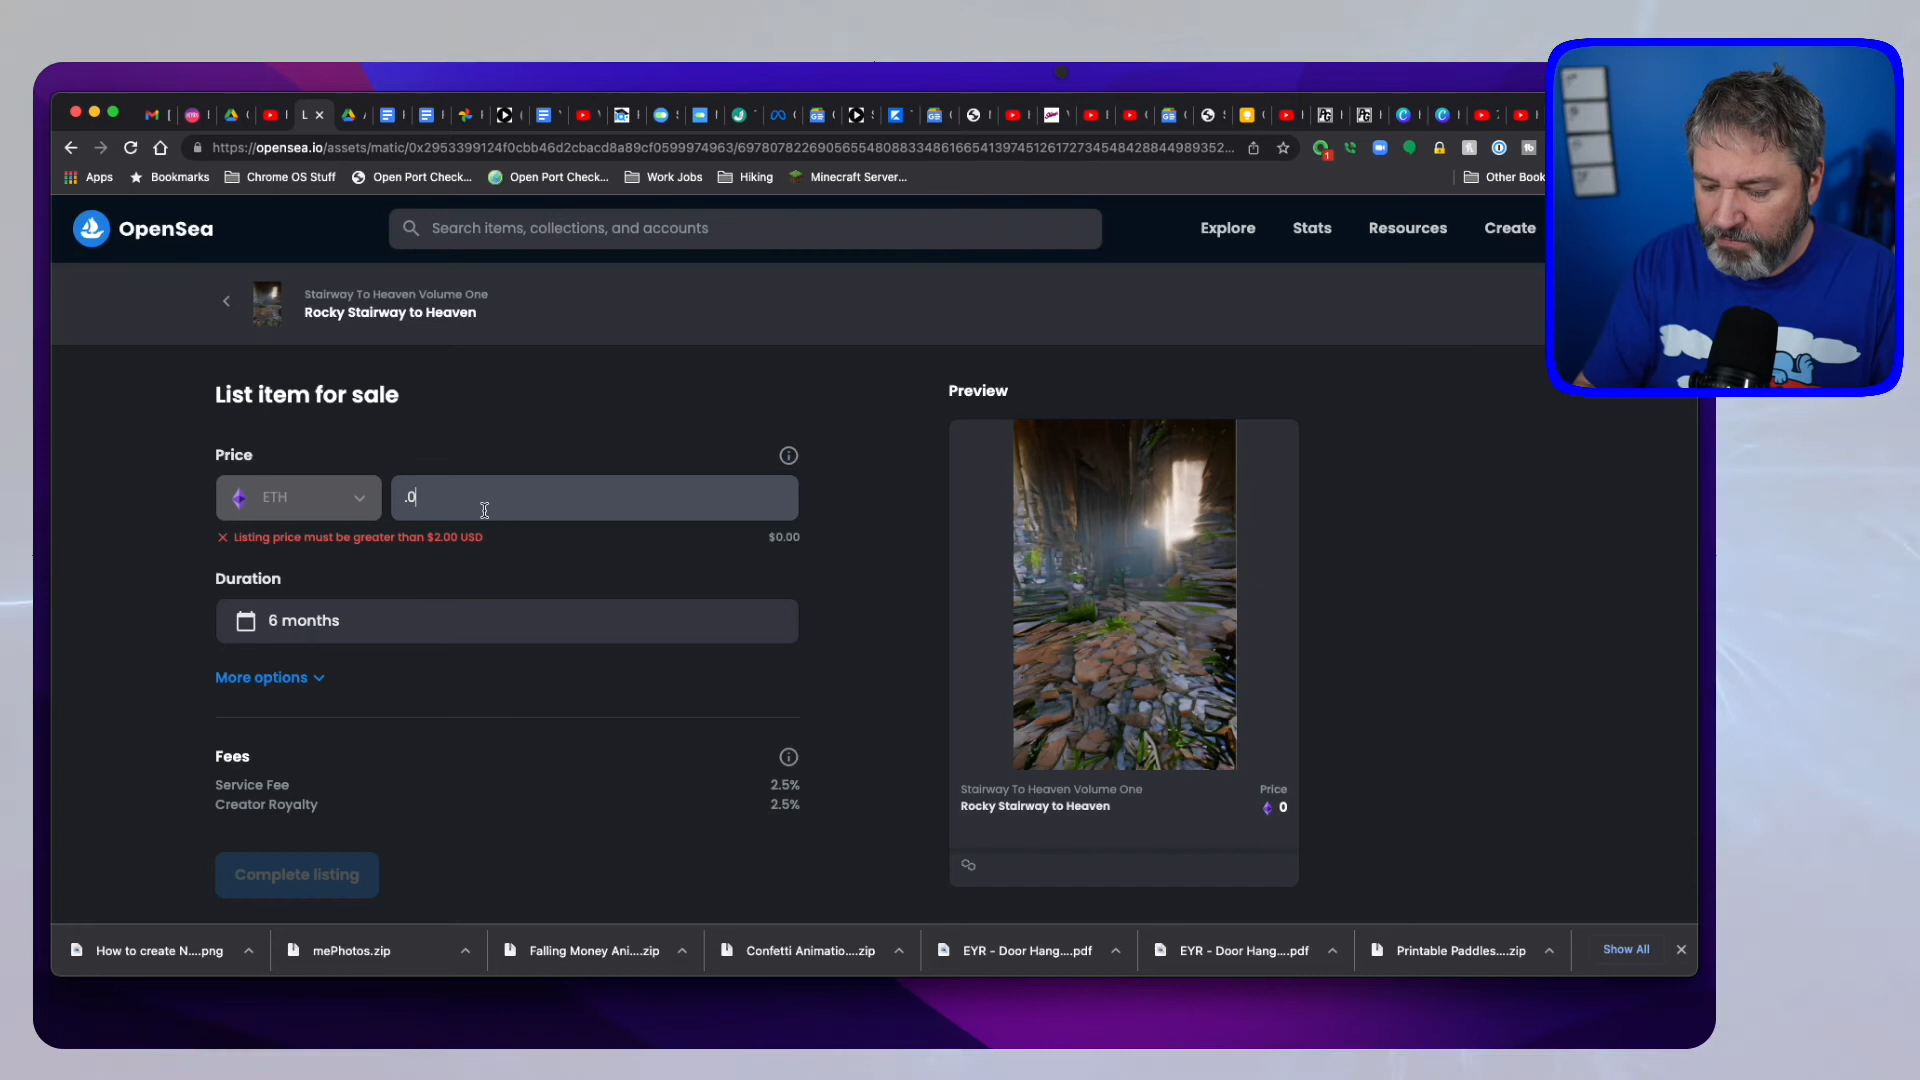 https://opensea.io/assets/matic/0x2953399124f0cbb46d2cbacd8a89cf0599974963/69780782269056554808833486166541397451261727345484288449893​52...
Apps
Bookmarks
Chrome OS Stuff
Open Port Check...
Open Port Check...
Work Jobs
Hiking
Minecraft Server...
Other Book
OpenSea
Search items, collections, and accounts
Explore
Stats
Resources
Create
Stairway To Heaven Volume One
Rocky Stairway to Heaven
List item for sale
Price
ETH
.0
Listing price must be greater than $2.00 USD
$0.00
Duration
6 months
More options
Fees
Service Fee
2.5%
Creator Royalty
2.5%
Complete listing
Preview
Stairway To Heaven Volume One
Price
Rocky Stairway to Heaven
0
How to create N....png
mePhotos.zip
Falling Money Ani....zip
Confetti Animatio....zip
EYR - Door Hang....pdf
EYR - Door Hang....pdf
Printable Paddles....zip
Show All